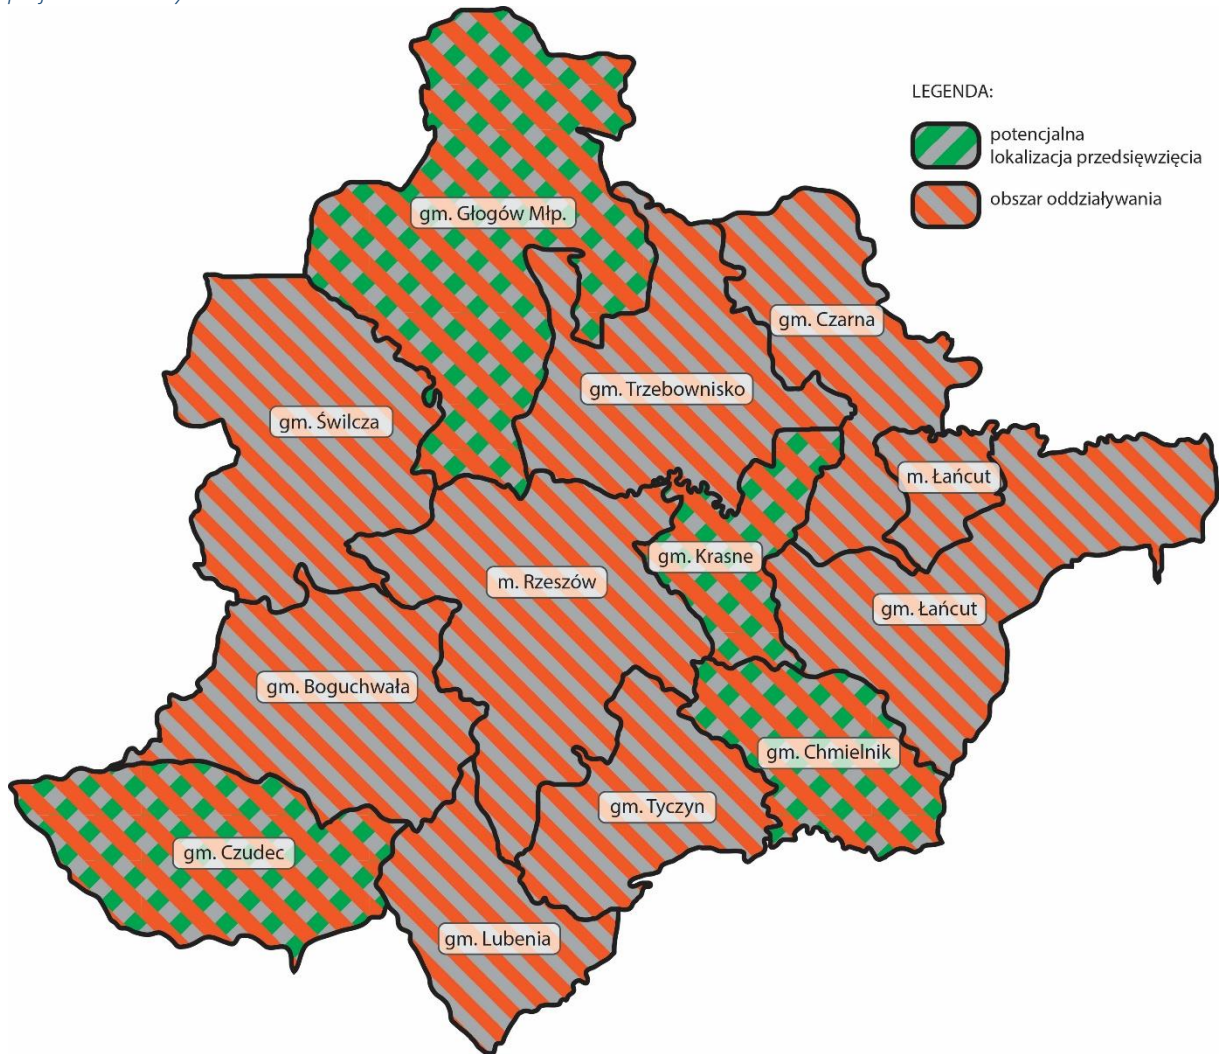 LEGENDA:
potencjalna
lokalizacja przedsięwzięcia
obszar oddziaływania
gm. Głogów Młp.
gm. Czarna
gm. Trzebownisko
gm. Świlcza
m. Łańcut
gm. Krasne
m. Rzeszów
gm. Łańcut
gm. Boguchwała
gm. Chmielnik
gm. Tyczyn
gm. Czudec
gm. Lubenia